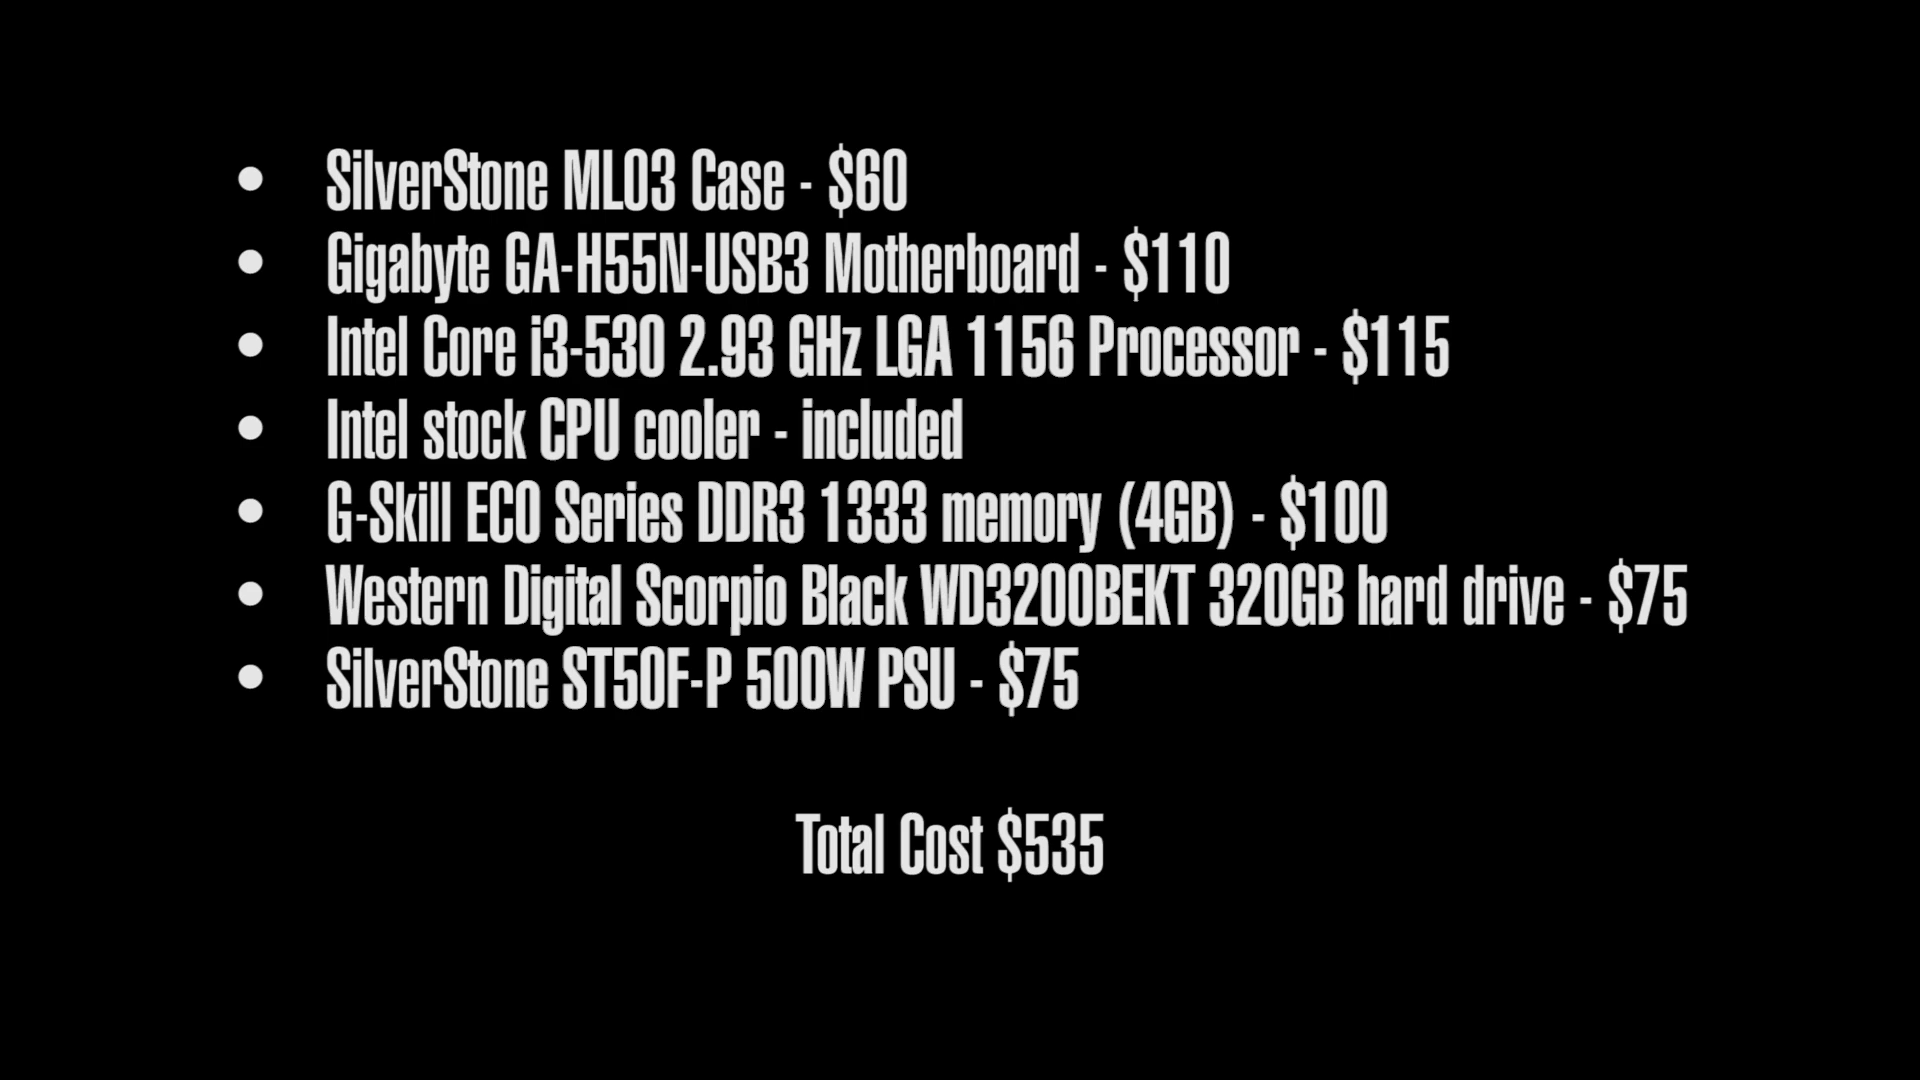 • SilverStone ML03 Case - $60
• Gigabyte GA-H55N-USB3 Motherboard - $110
• Intel Core i3-530 2.93 GHz LGA 1156 Processor - $115
• Intel stock CPU cooler - included
• G-Skill ECO Series DDR3 1333 memory (4GB) - $100
• Western Digital Scorpio Black WD3200BEKT 320GB hard drive - $75
• SilverStone ST50F-P 500W PSU - $75
Total Cost $535